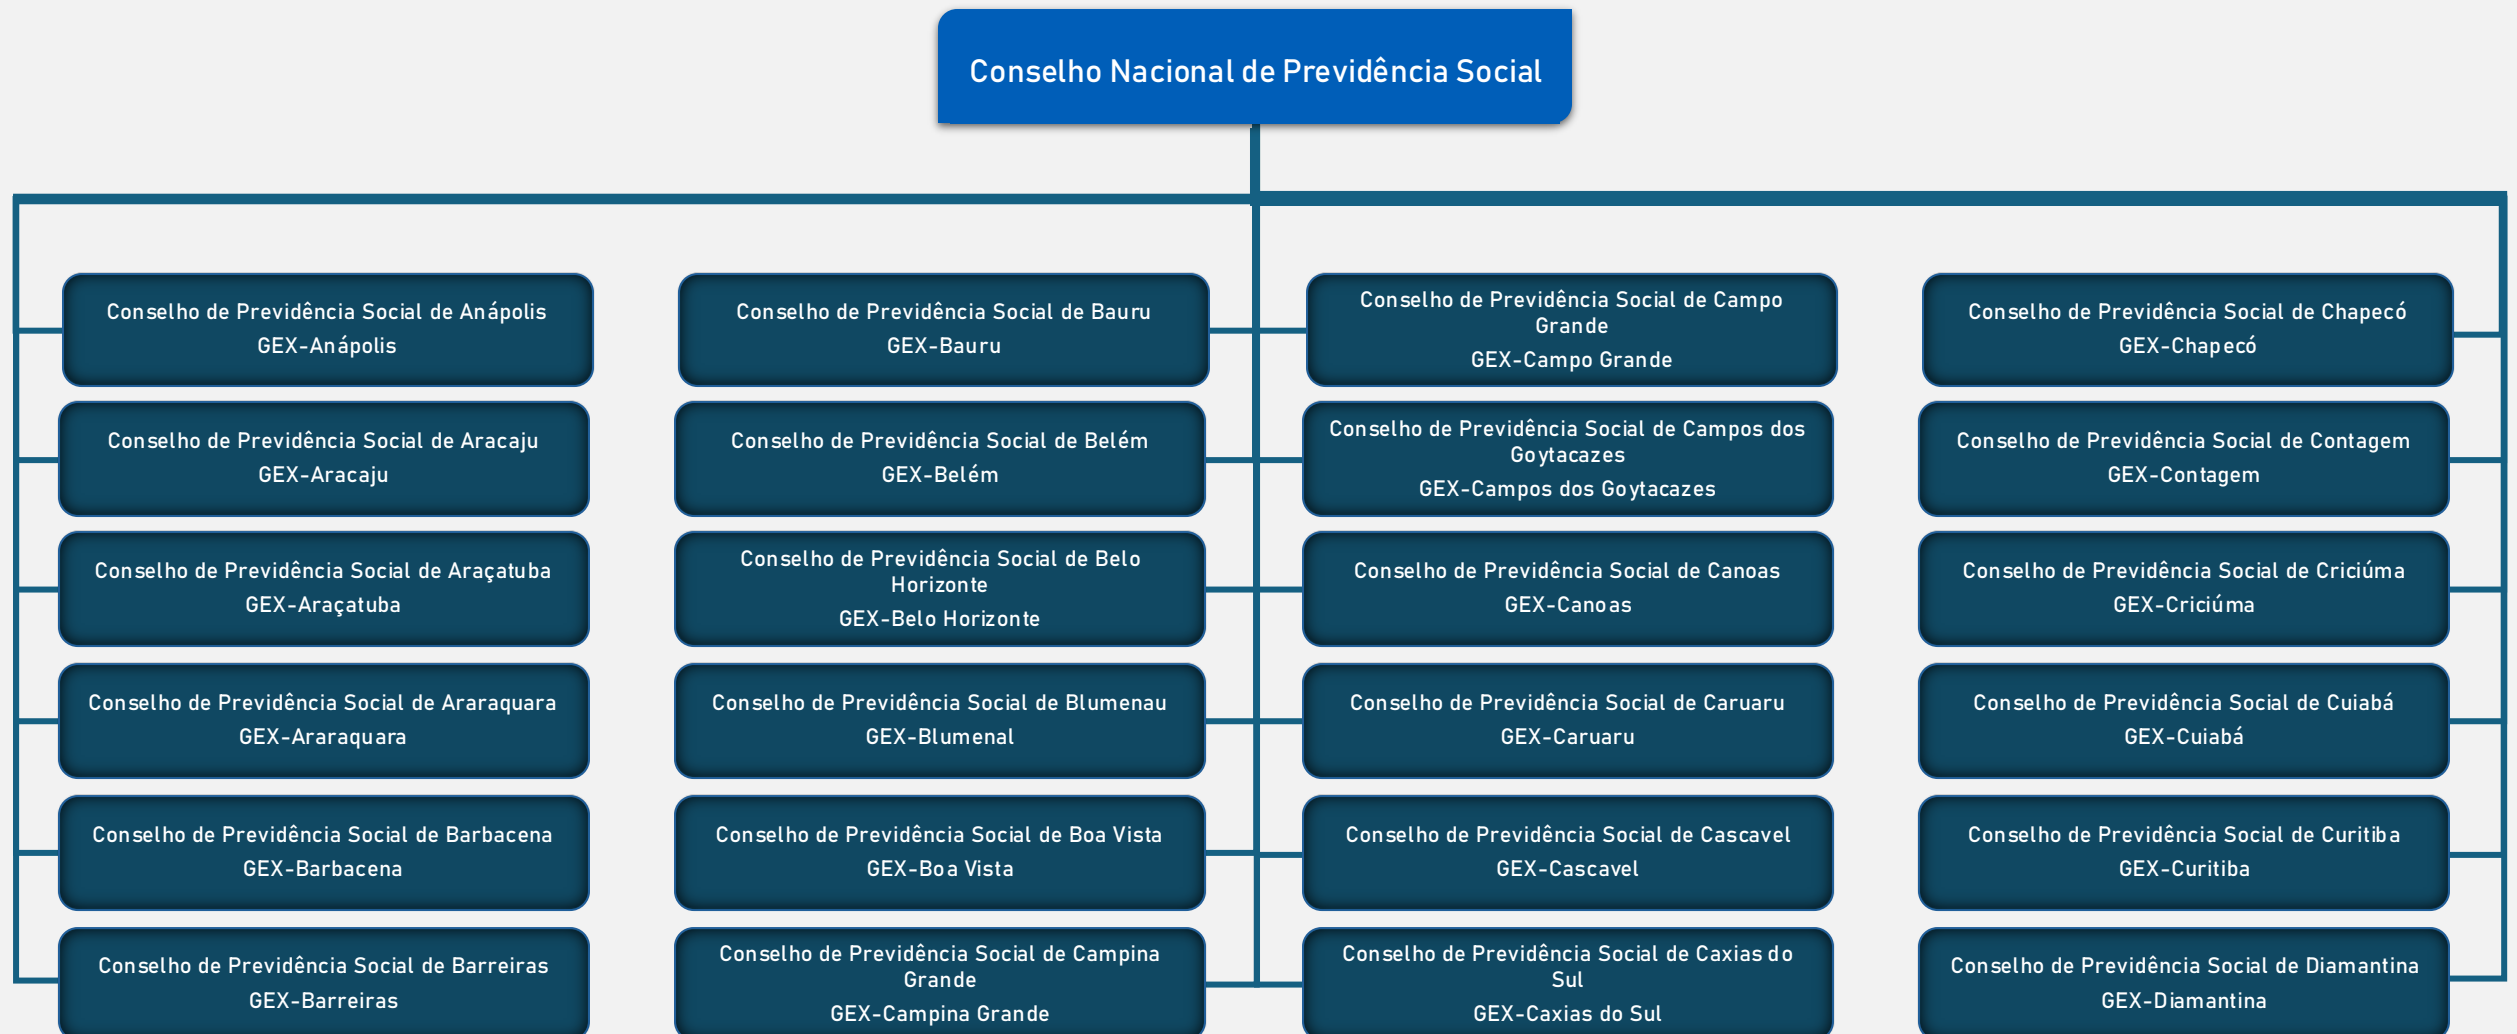 Conselho Nacional de Previdência Social
Conselho de Previdência Social de Anápolis
GEX-Anápolis
Conselho de Previdência Social de Aracaju
GEX-Aracaju
Conselho de Previdência Social de Araçatuba
GEX-Araçatuba
Conselho de Previdência Social de Araraquara
GEX-Araraquara
Conselho de Previdência Social de Barbacena
GEX-Barbacena
Conselho de Previdência Social de Barreiras
GEX-Barreiras
Conselho de Previdência Social de Bauru
GEX-Bauru
Conselho de Previdência Social de Belém
GEX-Belém
Conselho de Previdência Social de Belo
Horizonte
GEX-Belo Horizonte
Conselho de Previdência Social de Blumenau
GEX-Blumenal
Conselho de Previdência Social de Boa Vista
GEX-Boa Vista
Conselho de Previdência Social de Campina
Grande
GEX-Campina Grande
Conselho de Previdência Social de Campo
Grande
GEX-Campo Grande
Conselho de Previdência Social de Campos dos
Goytacazes
GEX-Campos dos Goytacazes
Conselho de Previdência Social de Canoas
GEX-Canoas
Conselho de Previdência Social de Caruaru
GEX-Caruaru
Conselho de Previdência Social de Cascavel
GEX-Cascavel
Conselho de Previdência Social de Caxias do
Sul
GEX-Caxias do Sul
Conselho de Previdência Social de Chapecó
GEX-Chapecó
Conselho de Previdência Social de Contagem
GEX-Contagem
Conselho de Previdência Social de Criciúma
GEX-Criciúma
Conselho de Previdência Social de Cuiabá
GEX-Cuiabá
Conselho de Previdência Social de Curitiba
GEX-Curitiba
Conselho de Previdência Social de Diamantina
GEX-Diamantina